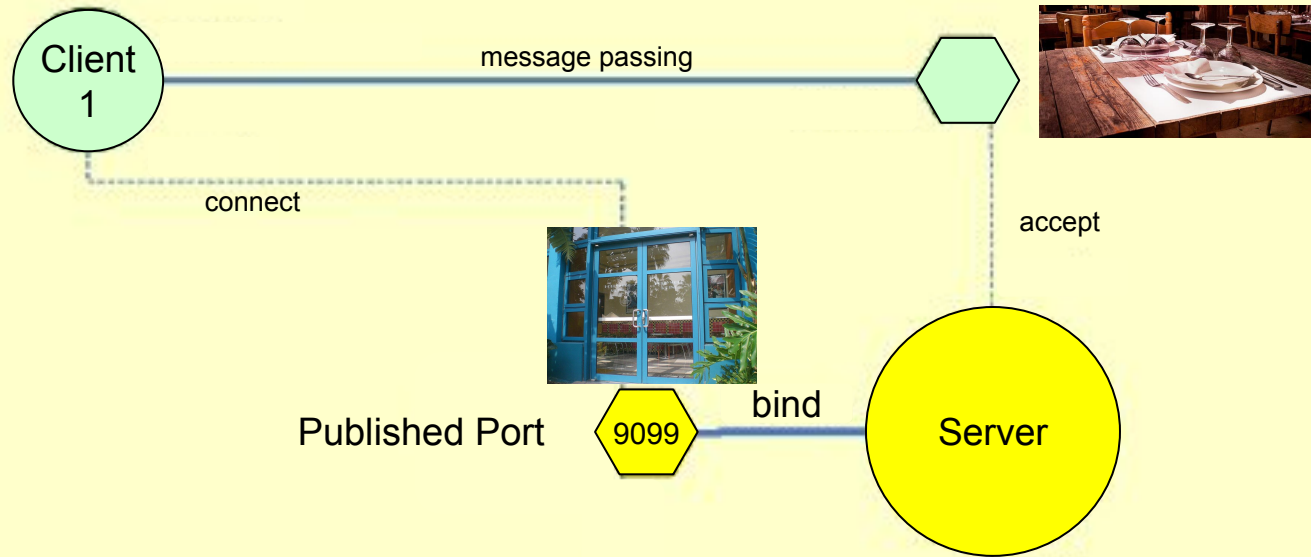 Client
1
message passing
connect
accept
Published Port
9099
bind
Server